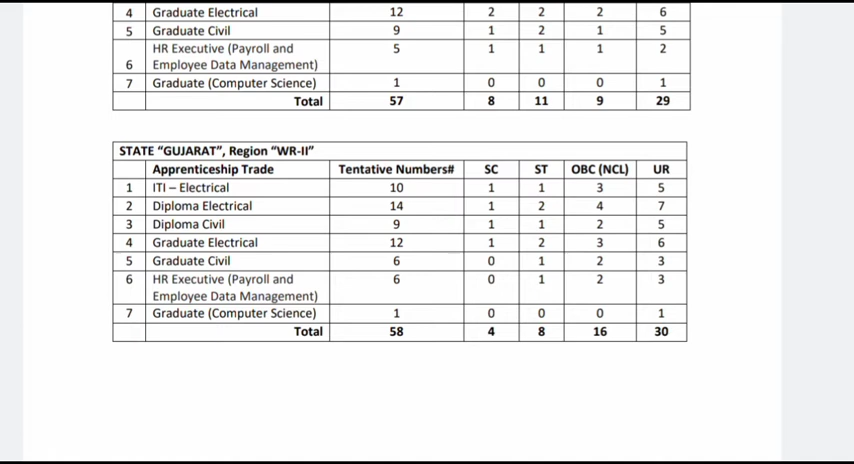 4 Graduate Electrical 12 2 2 2 6
5 Graduate Civil 9 1 2 1 5
HR Executive (Payroll and 5 1 1 1 2
6 Employee Data Management)
7 Graduate (Computer Science) 1 0 0 0 1
Total 57 8 11 9 29
STATE "GUJARAT", Region "WR-II"
Apprenticeship Trade Tentative Numbers# SC ST OBC (NCL) UR
1 ITI – Electrical 10 1 1 3 5
2 Diploma Electrical 14 1 2 4 7
3 Diploma Civil 9 1 1 2 5
4 Graduate Electrical 12 1 2 3 6
5 Graduate Civil 6 0 1 2 3
6 HR Executive (Payroll and 6 0 1 2 3
Employee Data Management)
7 Graduate (Computer Science) 1 0 0 0 1
Total 58 4 8 16 30